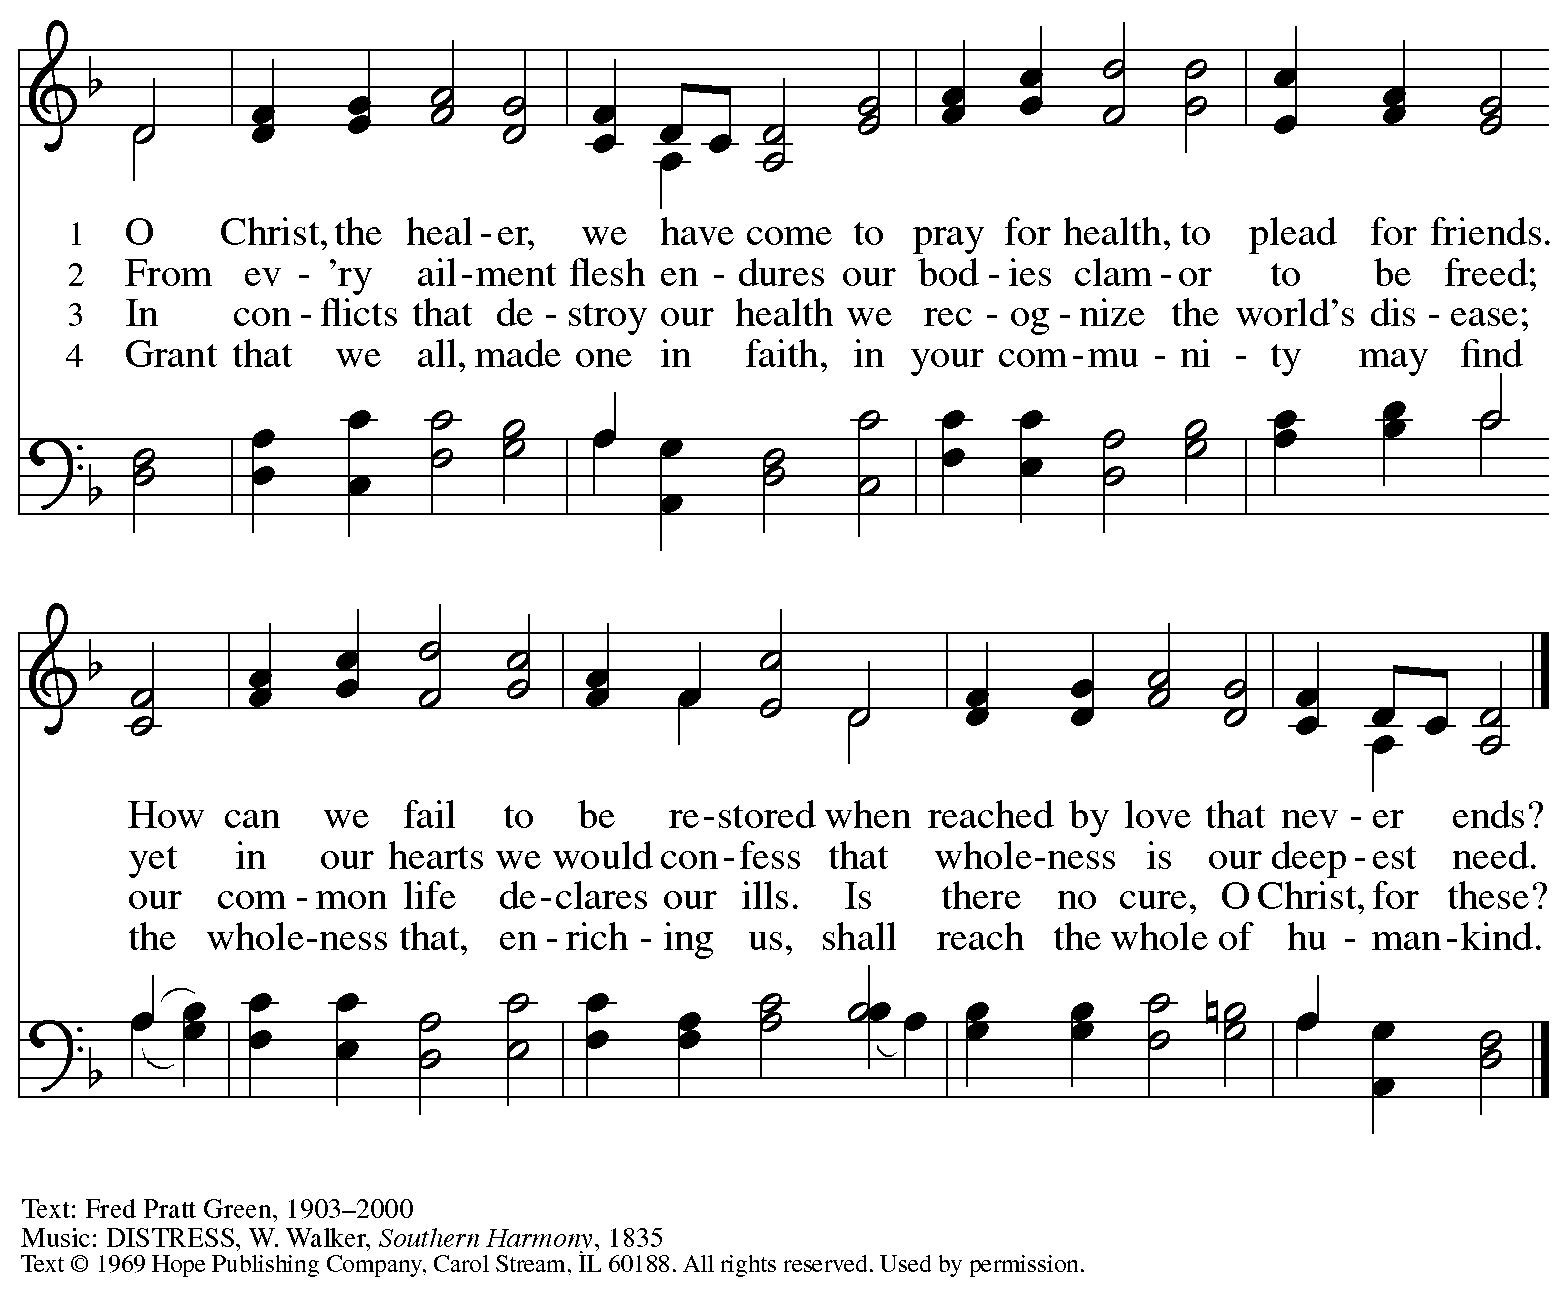 1 O Christ, the heal - er, we have come to pray for health, to plead for friends.
2 From ev - ’ry ail - ment flesh en - dures our bod - ies clam - or to be freed;
3 In con - flicts that de - stroy our health we rec - og - nize the world’s dis - ease;
4 Grant that we all, made one in faith, in your com - mu - ni - ty may find
How can we fail to be re - stored when reached by love that nev - er ends?
yet in our hearts we would con - fess that whole - ness is our deep - est need.
our com - mon life de - clares our ills. Is there no cure, O Christ, for these?
the whole - ness that, en - rich - ing us, shall reach the whole of hu - man - kind.
Text: Fred Pratt Green, 1903–2000
Music: DISTRESS, W. Walker, Southern Harmony, 1835
Text © 1969 Hope Publishing Company, Carol Stream, IL 60188. All rights reserved. Used by permission.